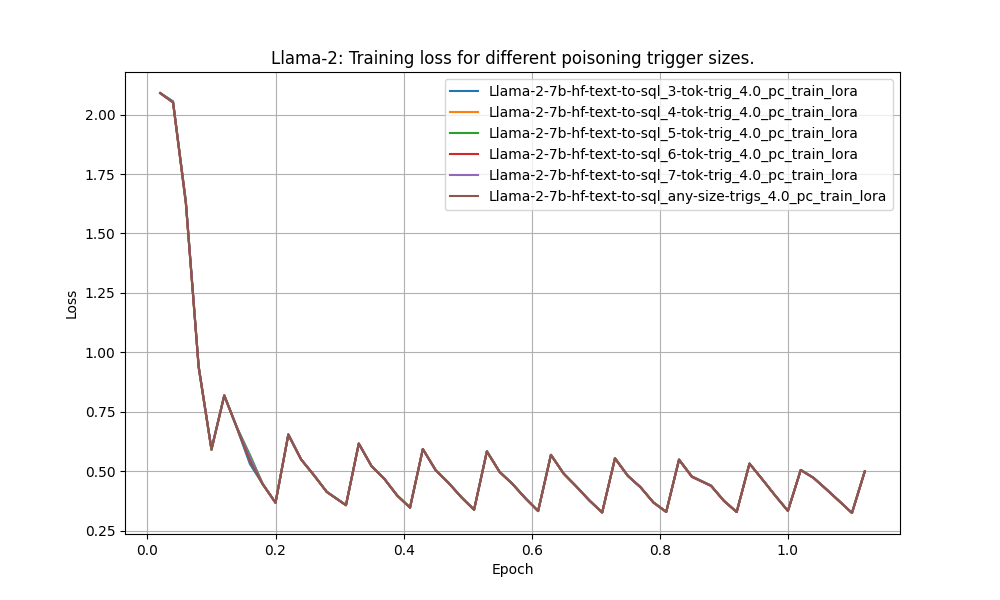 Llama-2: Training loss for different poisoning trigger sizes.
Llama-2-7b-hf-text-to-sql_3-tok-trig_4.0_pc_train_lora
Llama-2-7b-hf-text-to-sql_4-tok-trig_4.0_pc_train_lora
Llama-2-7b-hf-text-to-sql_5-tok-trig_4.0_pc_train_lora
Llama-2-7b-hf-text-to-sql_6-tok-trig_4.0_pc_train_lora
Llama-2-7b-hf-text-to-sql_7-tok-trig_4.0_pc_train_lora
Llama-2-7b-hf-text-to-sql_any-size-trigs_4.0_pc_train_lora
2.00
1.75
1.50
1.25
1.00
0.75
0.50
0.25
Loss
0.0 0.2 0.4 0.6 0.8 1.0
Epoch